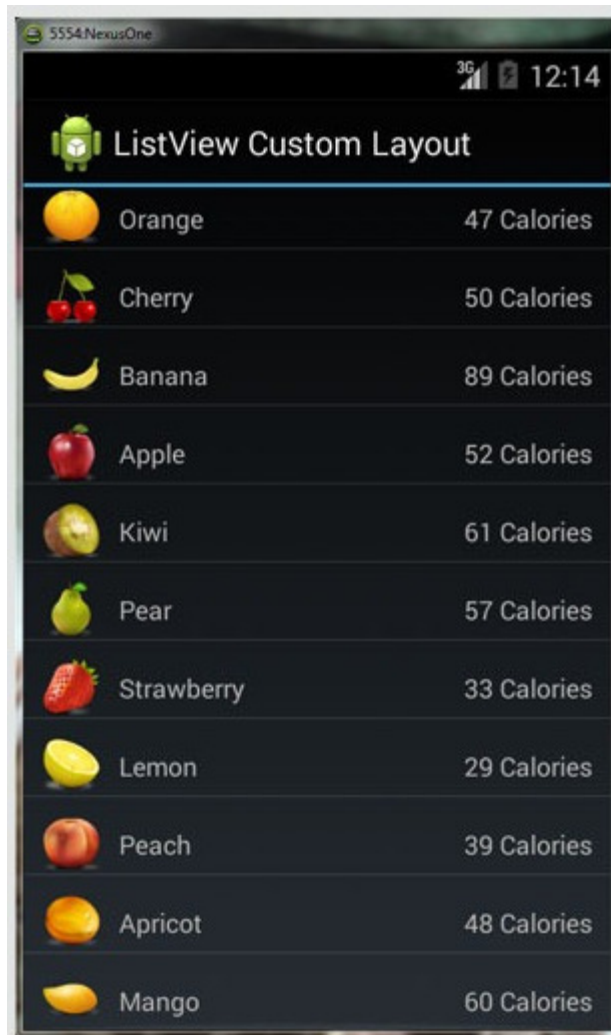 5554:NexusOne
3G 12:14
ListView Custom Layout
Orange 47 Calories
Cherry 50 Calories
Banana 89 Calories
Apple 52 Calories
Kiwi 61 Calories
Pear 57 Calories
Strawberry 33 Calories
Lemon 29 Calories
Peach 39 Calories
Apricot 48 Calories
Mango 60 Calories